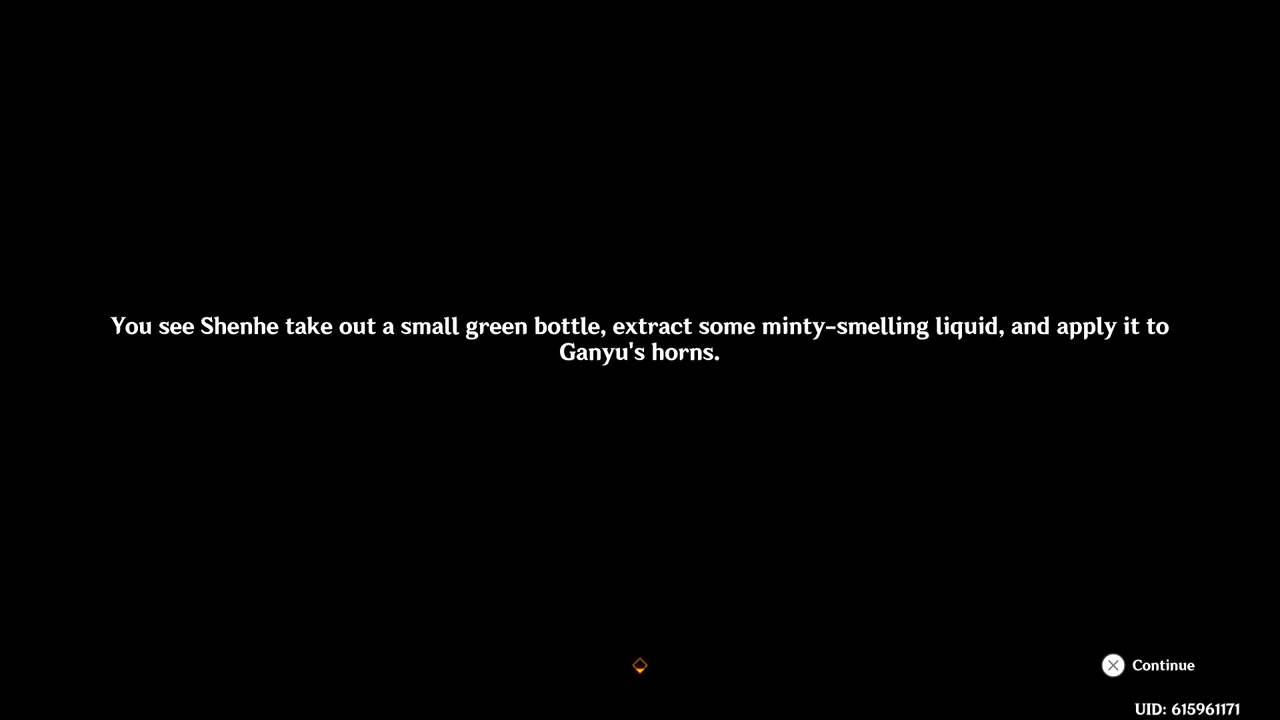 You see Shenhe take out a small green bottle, extract some minty-smelling liquid, and apply it to
Ganyu's horns.
Continue
UID: 615961171